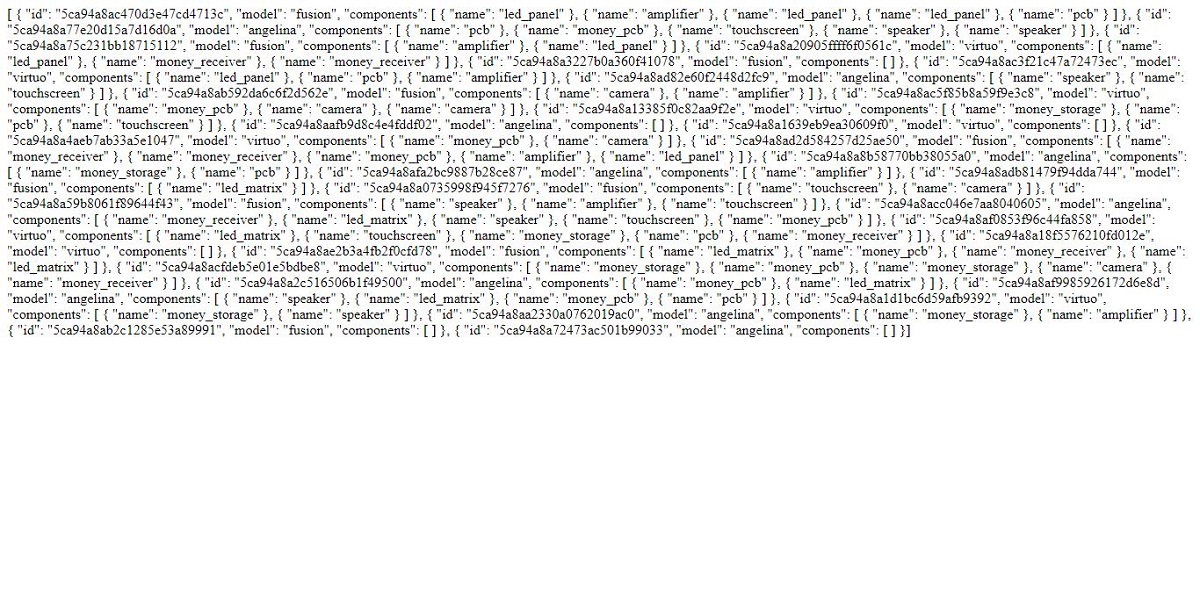 [ { "id": "5ca94a8ac470d3e47cd4713c", "model": "fusion", "components": [ { "name": "led_panel" }, { "name": "amplifier" }, { "name": "led_panel" }, { "name": "led_panel" }, { "name": "pcb" } ] }, { "id":
"5ca94a8a77e20d15a7d16d0a", "model": "angelina", "components": [ { "name": "pcb" }, { "name": "money_pcb" }, { "name": "touchscreen" }, { "name": "speaker" }, { "name": "speaker" } ] }, { "id":
"5ca94a8a75c231bb18715112", "model": "fusion", "components": [ { "name": "amplifier" }, { "name": "led_panel" } ] }, { "id": "5ca94a8a20905ffff6f0561c", "model": "virtuo", "components": [ { "name":
"led_panel" }, { "name": "money_receiver" }, { "name": "money_receiver" } ] }, { "id": "5ca94a8a3227b0a360f41078", "model": "fusion", "components": [ ] }, { "id": "5ca94a8ac3f21c47a72473ec", "model":
"virtuo", "components": [ { "name": "led_panel" }, { "name": "pcb" }, { "name": "amplifier" } ] }, { "id": "5ca94a8ad82e60f2448d2fc9", "model": "angelina", "components": [ { "name": "speaker" }, { "name":
"touchscreen" } ] }, { "id": "5ca94a8ab592da6c6f2d562e", "model": "fusion", "components": [ { "name": "camera" }, { "name": "amplifier" } ] }, { "id": "5ca94a8ac5f85b8a59f9e3c8", "model": "virtuo",
"components": [ { "name": "money_pcb" }, { "name": "camera" }, { "name": "camera" } ] }, { "id": "5ca94a8a13385f0c82aa9f2e", "model": "virtuo", "components": [ { "name": "money_storage" }, { "name":
"pcb" }, { "name": "touchscreen" } ] }, { "id": "5ca94a8aafb9d8c4e4fddf02", "model": "angelina", "components": [ ] }, { "id": "5ca94a8a1639eb9ea30609f0", "model": "virtuo", "components": [ ] }, { "id":
"5ca94a8a4aeb7ab33a5e1047", "model": "virtuo", "components": [ { "name": "money_pcb" }, { "name": "camera" } ] }, { "id": "5ca94a8ad2d584257d25ae50", "model": "fusion", "components": [ { "name":
"money_receiver" }, { "name": "money_receiver" }, { "name": "money_pcb" }, { "name": "amplifier" }, { "name": "led_panel" } ] }, { "id": "5ca94a8a8b58770bb38055a0", "model": "angelina", "components":
[ { "name": "money_storage" }, { "name": "pcb" } ] }, { "id": "5ca94a8afa2bc9887b28ce87", "model": "angelina", "components": [ { "name": "amplifier" } ] }, { "id": "5ca94a8adb81479f94dda744", "model":
"fusion", "components": [ { "name": "led_matrix" } ] }, { "id": "5ca94a8a0735998f945f7276", "model": "fusion", "components": [ { "name": "touchscreen" }, { "name": "camera" } ] }, { "id":
"5ca94a8a59b8061f89644f43", "model": "fusion", "components": [ { "name": "speaker" }, { "name": "amplifier" }, { "name": "touchscreen" } ] }, { "id": "5ca94a8acc046e7aa8040605", "model": "angelina",
"components": [ { "name": "money_receiver" }, { "name": "led_matrix" }, { "name": "speaker" }, { "name": "touchscreen" }, { "name": "money_pcb" } ] }, { "id": "5ca94a8af0853f96c44fa858", "model":
"virtuo", "components": [ { "name": "led_matrix" }, { "name": "touchscreen" }, { "name": "money_storage" }, { "name": "pcb" }, { "name": "money_receiver" } ] }, { "id": "5ca94a8a18f5576210fd012e",
"model": "virtuo", "components": [ ] }, { "id": "5ca94a8ae2b3a4fb2f0cfd78", "model": "fusion", "components": [ { "name": "led_matrix" }, { "name": "money_pcb" }, { "name": "money_receiver" }, { "name":
"led_matrix" } ] }, { "id": "5ca94a8acfdeb5e01e5bdbe8", "model": "virtuo", "components": [ { "name": "money_storage" }, { "name": "money_pcb" }, { "name": "money_storage" }, { "name": "camera" }, {
"name": "money_receiver" } ] }, { "id": "5ca94a8a2c516506b1f49500", "model": "angelina", "components": [ { "name": "money_pcb" }, { "name": "led_matrix" } ] }, { "id": "5ca94a8af9985926172d6e8d",
"model": "angelina", "components": [ { "name": "speaker" }, { "name": "led_matrix" }, { "name": "money_pcb" }, { "name": "pcb" } ] }, { "id": "5ca94a8a1d1bc6d59afb9392", "model": "virtuo",
"components": [ { "name": "money_storage" }, { "name": "speaker" } ] }, { "id": "5ca94a8aa2330a0762019ac0", "model": "angelina", "components": [ { "name": "money_storage" }, { "name": "amplifier" } ] },
{ "id": "5ca94a8ab2c1285e53a89991", "model": "fusion", "components": [ ] }, { "id": "5ca94a8a72473ac501b99033", "model": "angelina", "components": [ ] }]